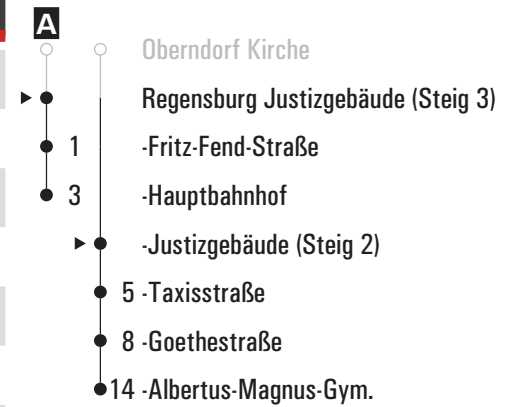 A
Oberndorf Kirche
Regensburg Justizgebäude (Steig 3)
1 -Fritz-Fend-Straße
3 -Hauptbahnhof
-Justizgebäude (Steig 2)
5 -Taxisstraße
8 -Goethestraße
14 -Albertus-Magnus-Gym.